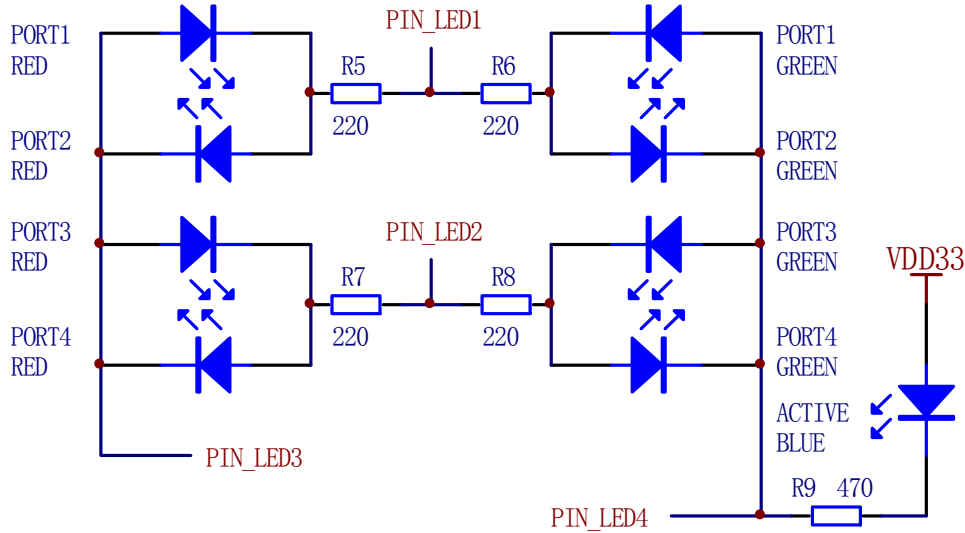 PIN_LED1
PORT1
RED
R5
R6
PORT1
GREEN
220
220
PORT2
RED
PORT2
GREEN
PORT3
RED
PIN_LED2
PORT3
GREEN
VDD33
R7
R8
220
220
PORT4
RED
PORT4
GREEN
ACTIVE
BLUE
PIN_LED3
R9 470
PIN_LED4